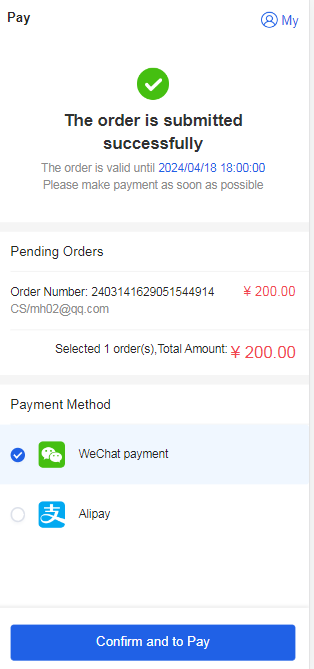 Pay
My
The order is submitted
successfully
The order is valid until 2024/04/18 18:00:00
Please make payment as soon as possible
Pending Orders
Order Number: 2403141629051544914
¥ 200.00
CS/mh02@qq.com
Selected 1 order(s),Total Amount: ¥ 200.00
Payment Method
WeChat payment
支
Alipay
Confirm and to Pay